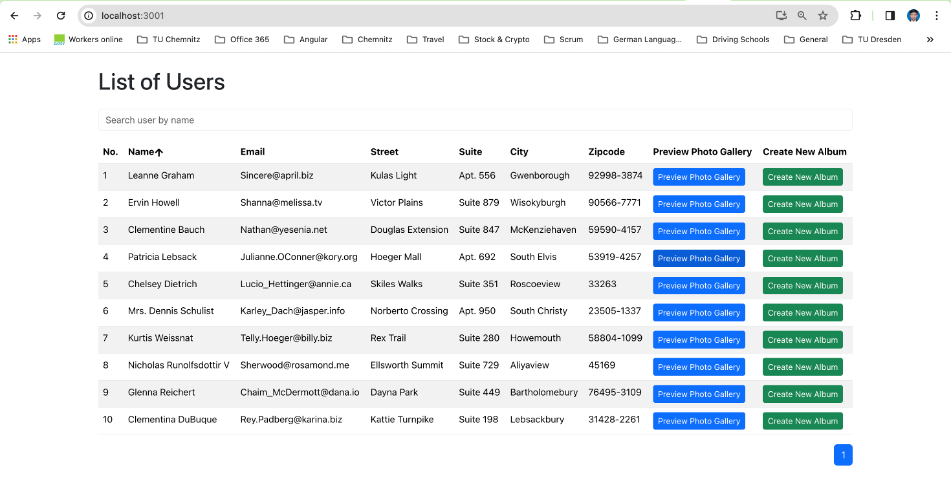 localhost:3001
Apps Workers online TU Chemnitz Office 365 Angular Chemnitz Travel Stock & Crypto Scrum German Languag... Driving Schools General TU Dresden »
List of Users
Search user by name
No. Name↑ Email Street Suite City Zipcode Preview Photo Gallery Create New Album
1 Leanne Graham Sincere@april.biz Kulas Light Apt. 556 Gwenborough 92998-3874 Preview Photo Gallery Create New Album
2 Ervin Howell Shanna@melissa.tv Victor Plains Suite 879 Wisokyburgh 90566-7771 Preview Photo Gallery Create New Album
3 Clementine Bauch Nathan@yesenia.net Douglas Extension Suite 847 McKenziehaven 59590-4157 Preview Photo Gallery Create New Album
4 Patricia Lebsack Julianne.OConner@kory.org Hoeger Mall Apt. 692 South Elvis 53919-4257 Preview Photo Gallery Create New Album
5 Chelsey Dietrich Lucio_Hettinger@annie.ca Skiles Walks Suite 351 Roscoeview 33263 Preview Photo Gallery Create New Album
6 Mrs. Dennis Schulist Karley_Dach@jasper.info Norberto Crossing Apt. 950 South Christy 23505-1337 Preview Photo Gallery Create New Album
7 Kurtis Weissnat Telly.Hoeger@billy.biz Rex Trail Suite 280 Howemouth 58804-1099 Preview Photo Gallery Create New Album
8 Nicholas Runolfsdottir V Sherwood@rosamond.me Ellsworth Summit Suite 729 Aliyaview 45169 Preview Photo Gallery Create New Album
9 Glenna Reichert Chaim_McDermott@dana.io Dayna Park Suite 449 Bartholomebury 76495-3109 Preview Photo Gallery Create New Album
10 Clementina DuBuque Rey.Padberg@karina.biz Kattie Turnpike Suite 198 Lebsackbury 31428-2261 Preview Photo Gallery Create New Album
1